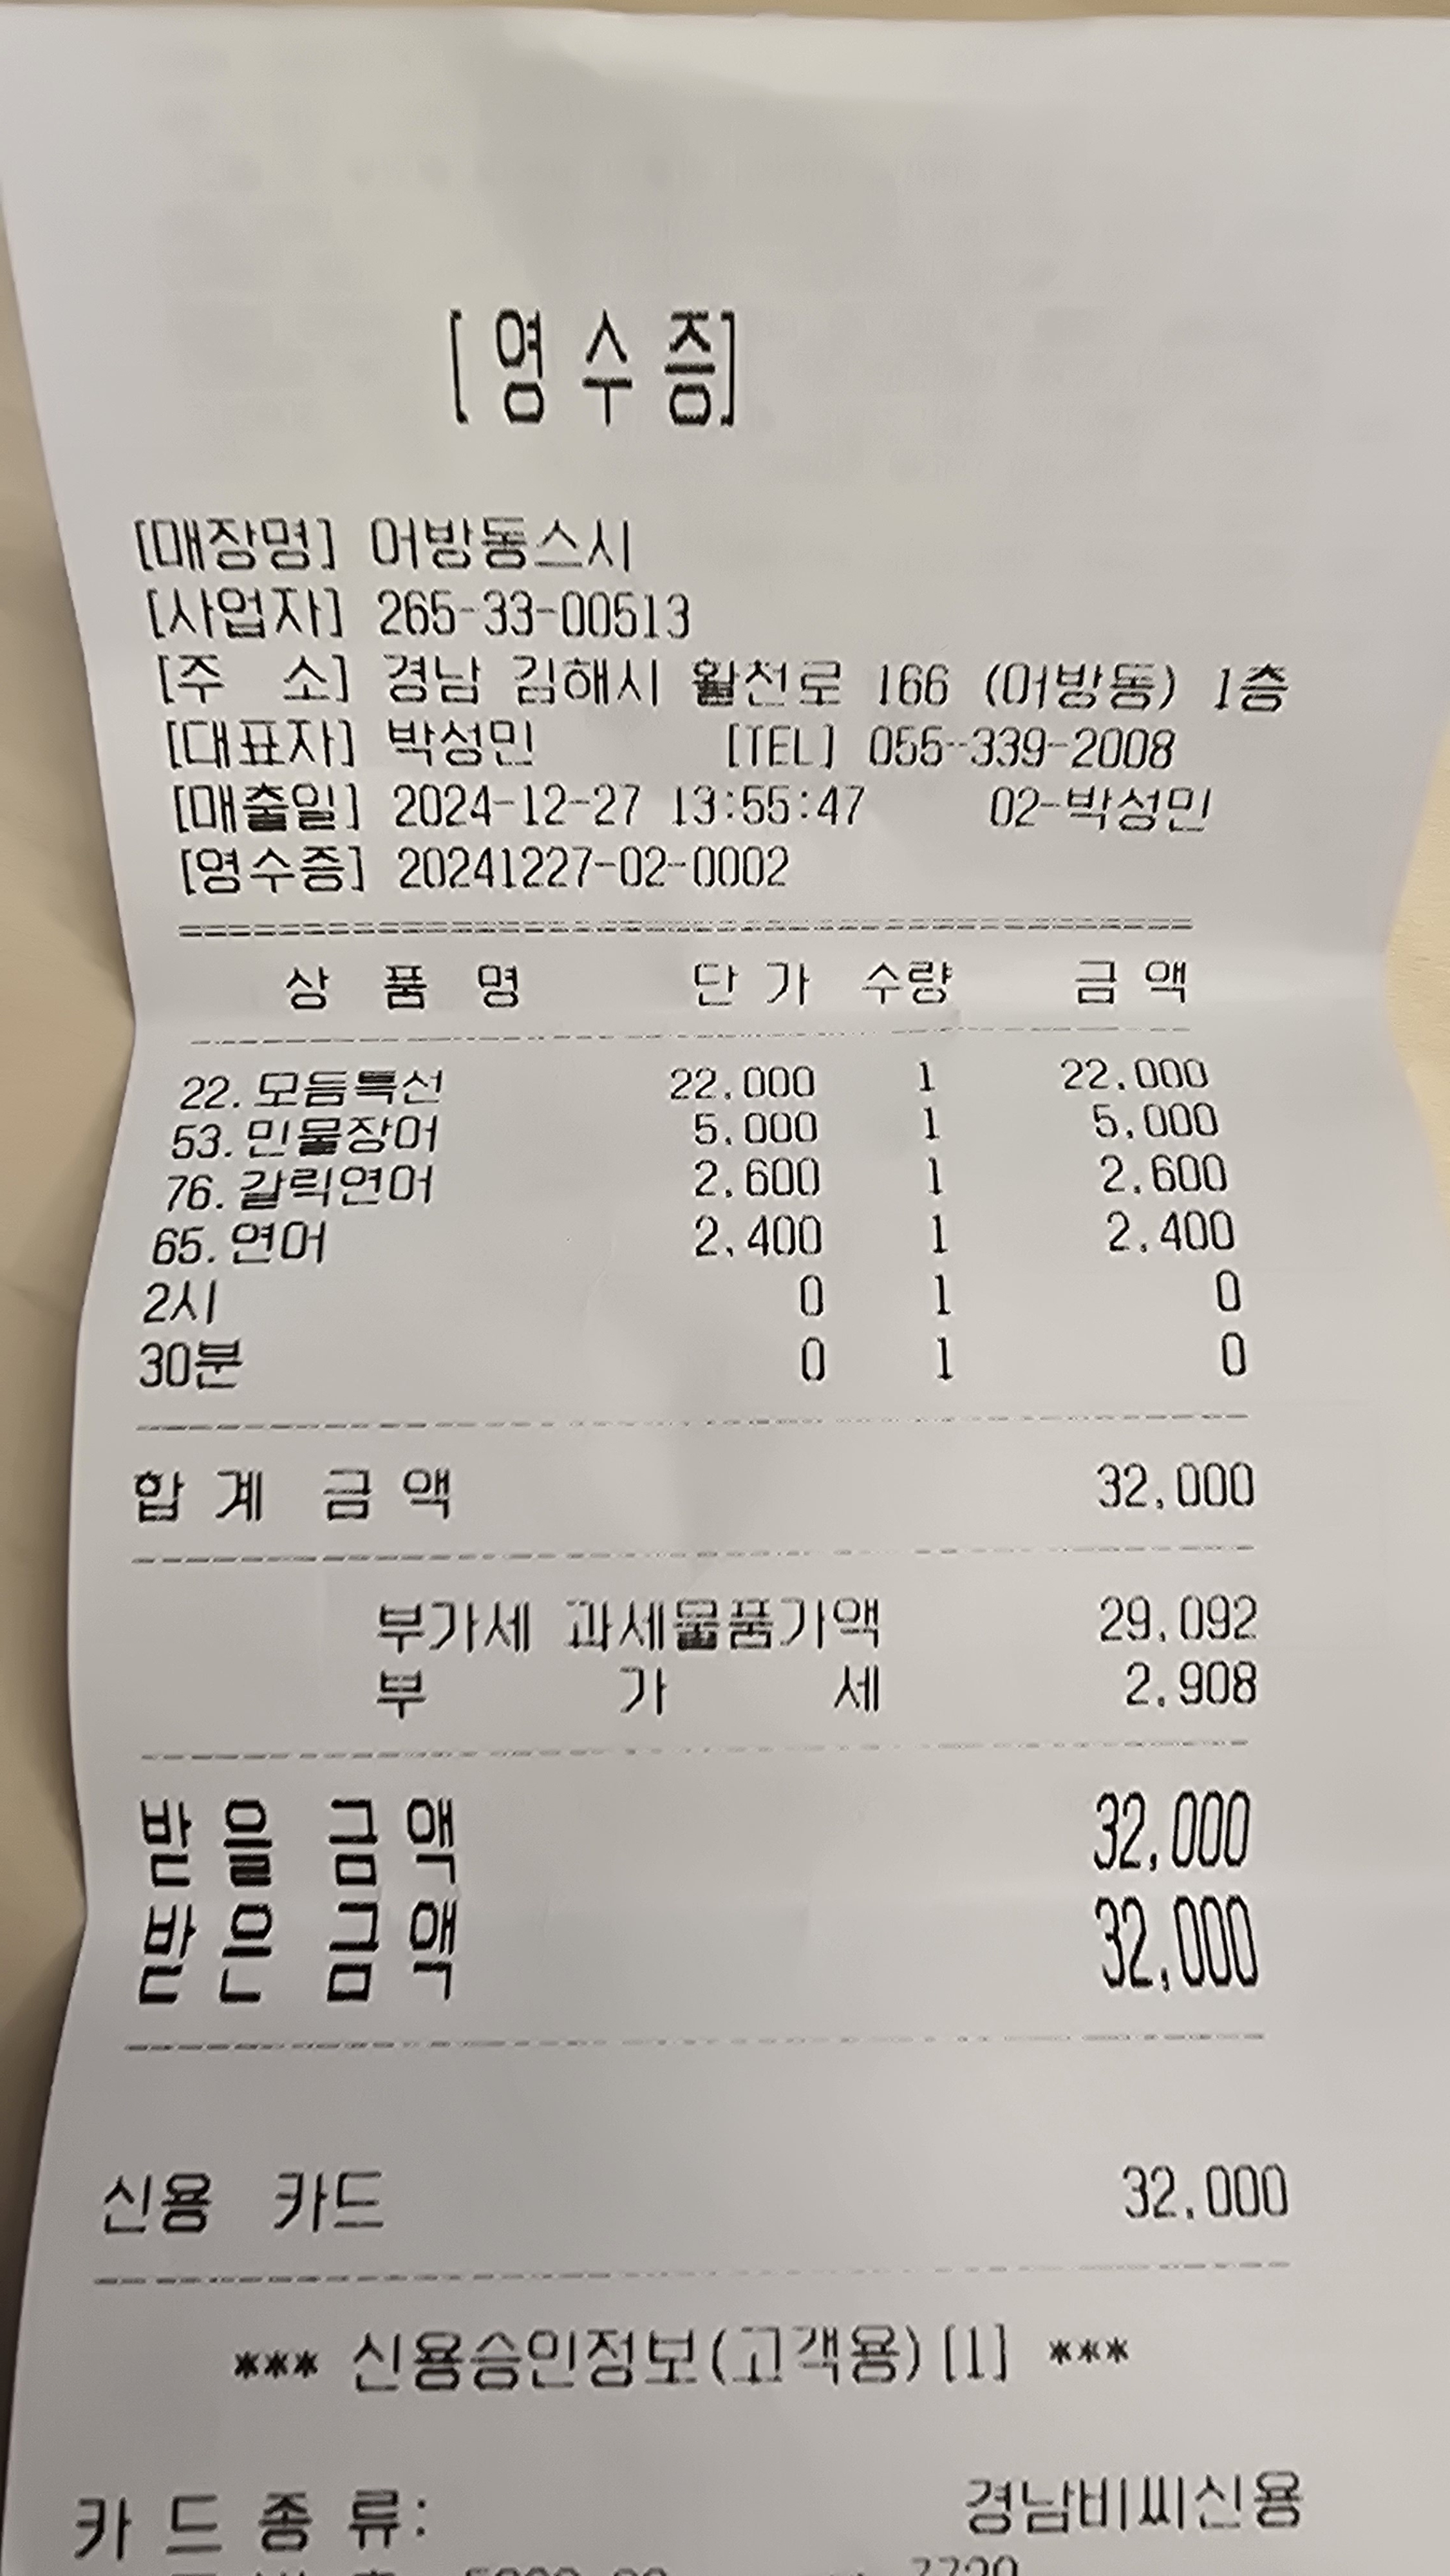 [영수증]
[매장명] 어방동스시
[사업자] 265-33-00513
[주 소] 경남 김해시 활천로 166 (어방동) 1층
[대표자] 박성민 [TEL] 055-339-2008
[매출일] 2024-12-27 13:55:47 02-박성민
[영수증] 20241227-02-0002
상 품 명 단 가 수량 금 액
22.모듬특선 22,000 1 22,000
53.민물장어 5,000 1 5,000
76.갈릭연어 2,600 1 2,600
65.연어 2,400 1 2,400
2시 0 1 0
30분 0 1 0
합 계 금 액 32,000
부가세 과세물품가액 29,092
부 가 세 2,908
받 을 금 액 32,000
받 은 금 액 32,000
신용 카드 32,000
*** 신용승인정보(고객용)[1] ***
카 드 종 류: 경남비씨신용